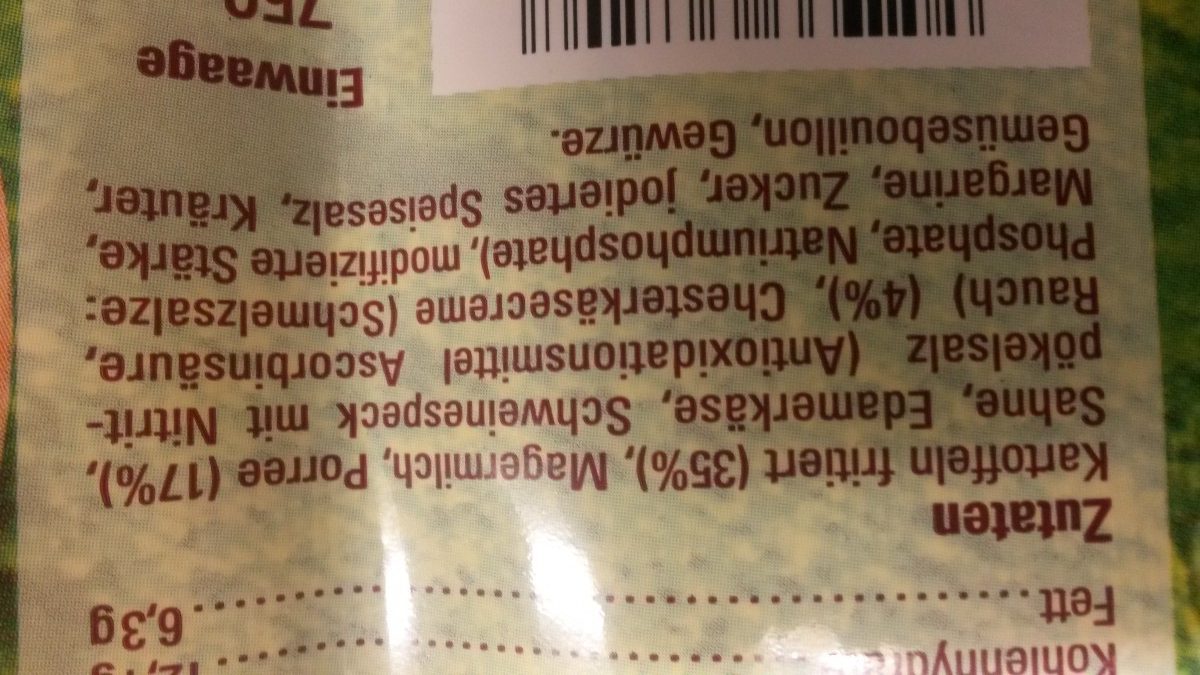 Fett 6,3 g
Zutaten
Kartoffeln fritiert (35%), Magermilch, Porree (17%),
Sahne, Edamerkäse, Schweinespeck mit Nitrit-
pökelsalz (Antioxidationsmittel Ascorbinsäure,
Rauch) (4%), Chesterkäsecreme (Schmelzsalze:
Phosphate, Natriumphosphate), modifizierte Stärke,
Margarine, Zucker, jodiertes Speisesalz, Kräuter,
Gemüsebouillon, Gewürze.
Einwaage